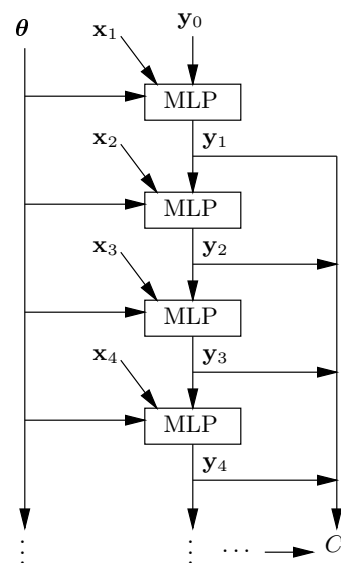 θ x₁ y₀
MLP
y₁
x₂
MLP
y₂
x₃
MLP
y₃
x₄
MLP
y₄
⋮ ⋮ ⋯ C